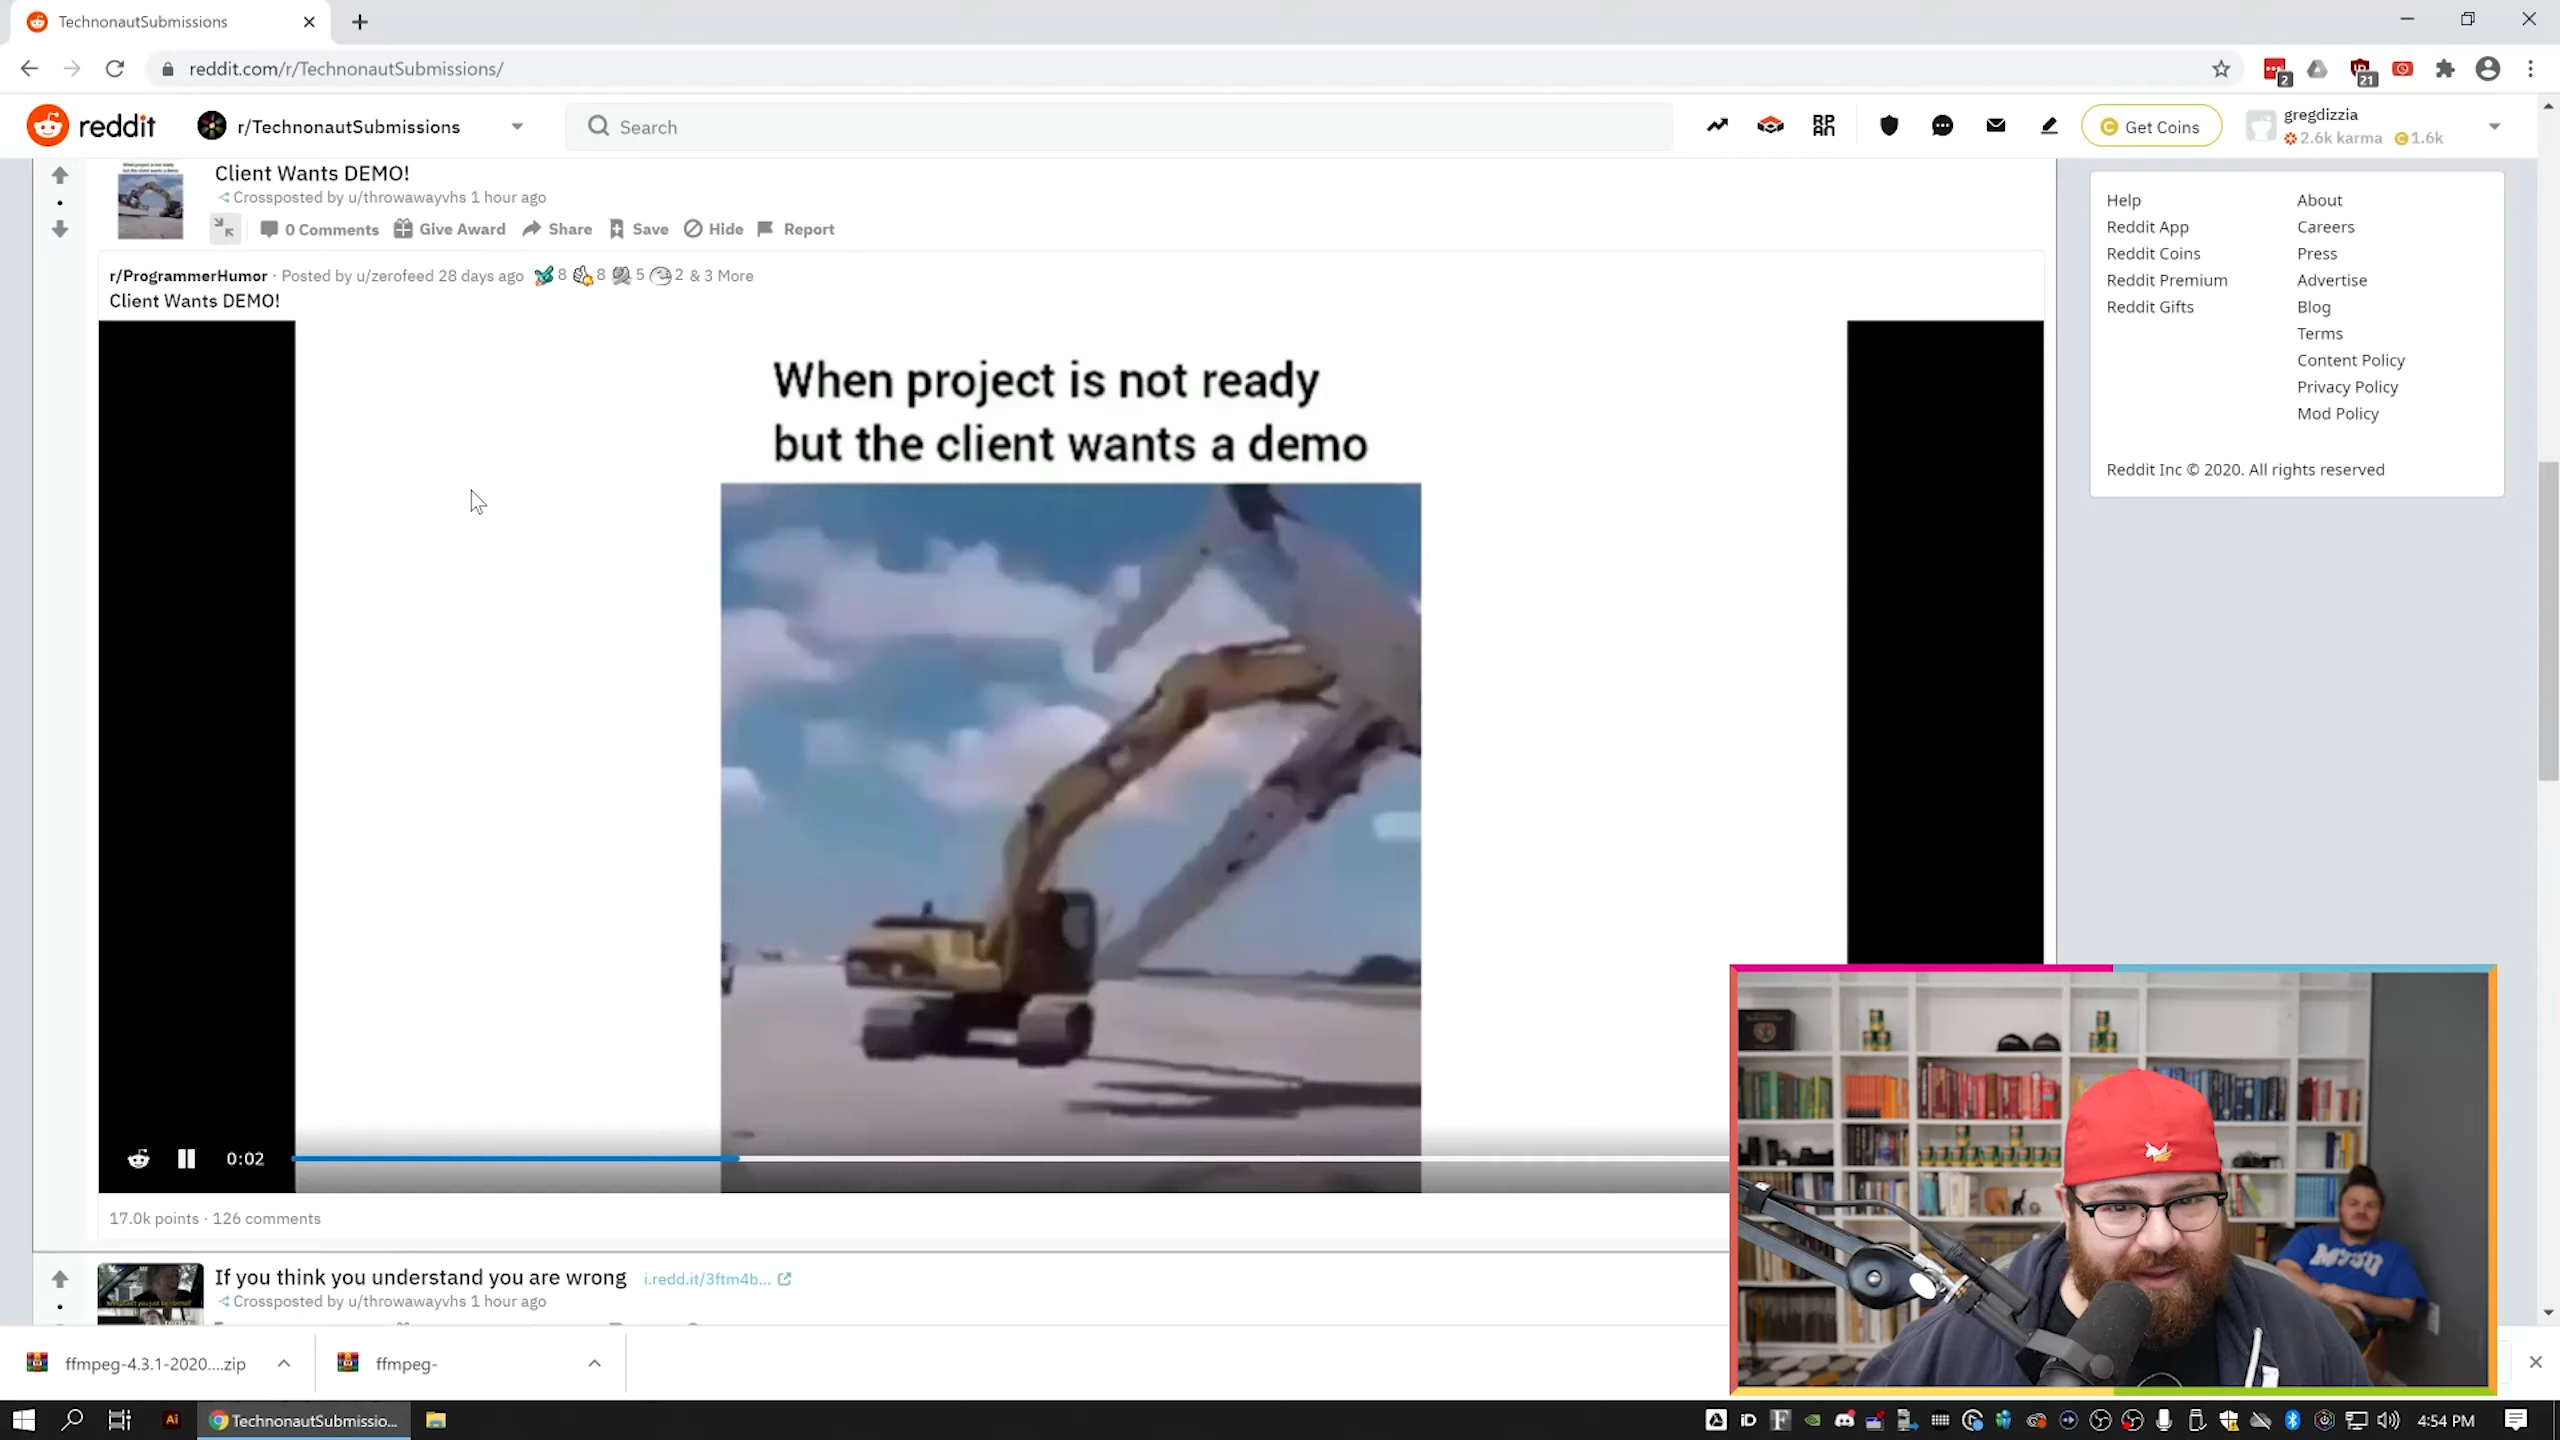 TechnonautSubmissions
reddit.com/r/TechnonautSubmissions/
2
21
reddit
r/TechnonautSubmissions
Search
RPAN
Get Coins
gregdizzia
2.6k karma
1.6k
Client Wants DEMO!
Crossposted by u/throwawayvhs 1 hour ago
0 Comments
Give Award
Share
Save
Hide
Report
r/ProgrammerHumor · Posted by u/zerofeed 28 days ago 8 8 5 2 & 3 More
Client Wants DEMO!
When project is not ready
but the client wants a demo
0:02
17.0k points · 126 comments
If you think you understand you are wrong
i.redd.it/3ftm4b...
Crossposted by u/throwawayvhs 1 hour ago
Help
Reddit App
Reddit Coins
Reddit Premium
Reddit Gifts
About
Careers
Press
Advertise
Blog
Terms
Content Policy
Privacy Policy
Mod Policy
Reddit Inc © 2020. All rights reserved
ffmpeg-4.3.1-2020....zip
ffmpeg-
Ai
TechnonautSubmissio...
iD
4:54 PM